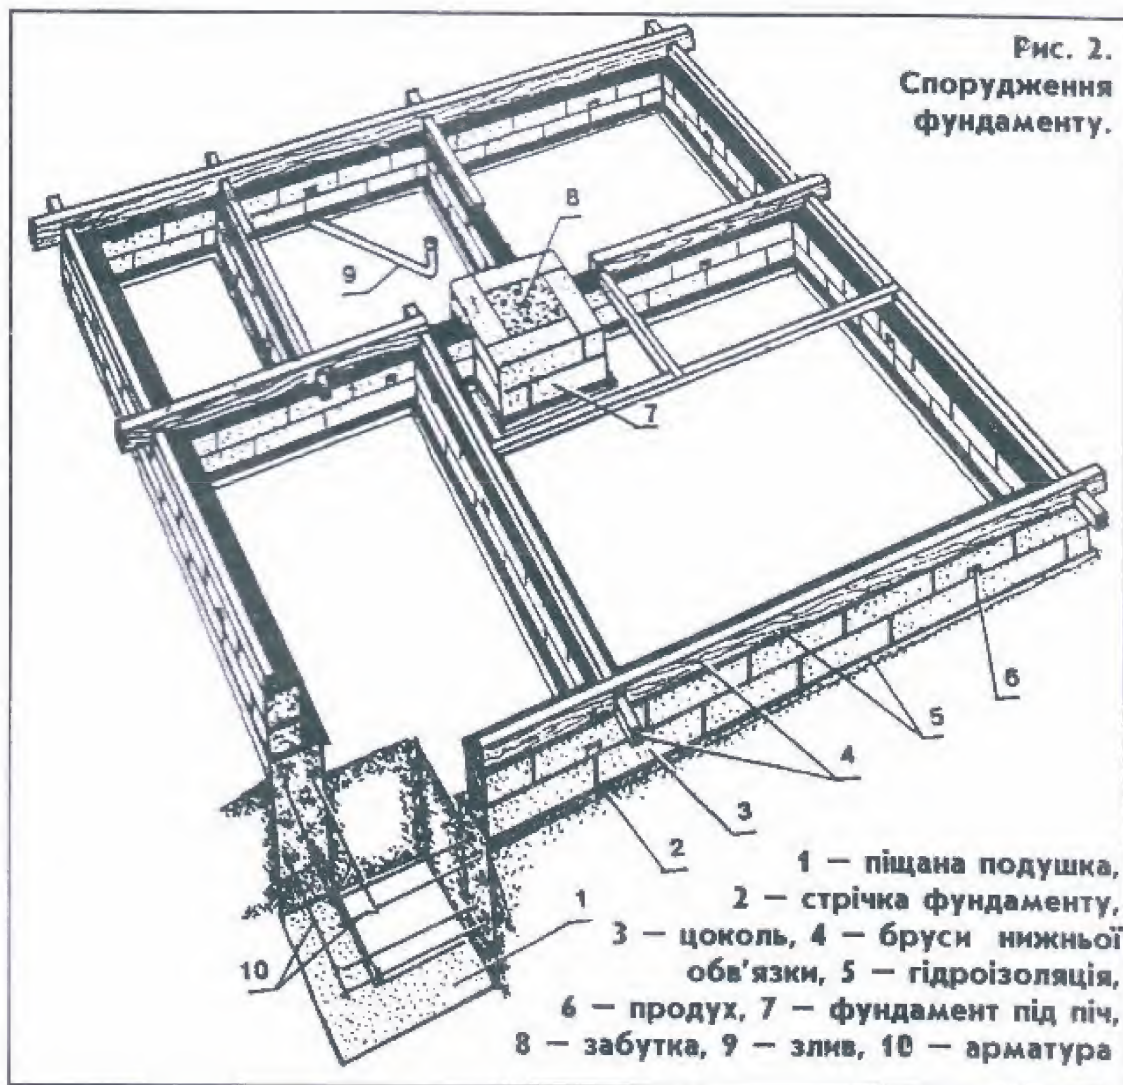 Рис. 2.
Спорудження
фундаменту.
8
9
7
6
5
4
3
2
1
10
1 — піщана подушка,
2 — стрічка фундаменту,
3 — цоколь, 4 — бруси нижньої
обв'язки, 5 — гідроізоляція,
6 — продух, 7 — фундамент під піч,
8 — забутка, 9 — злив, 10 — арматура